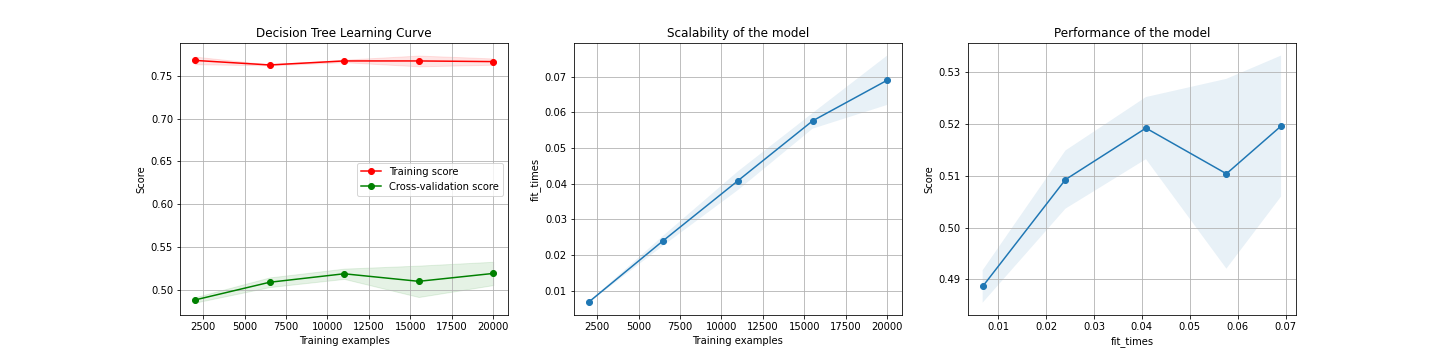 Decision Tree Learning Curve
Score
0.75
0.70
0.65
0.60
0.55
0.50
Training score
Cross-validation score
2500 5000 7500 10000 12500 15000 17500 20000
Training examples
Scalability of the model
fit_times
0.07
0.06
0.05
0.04
0.03
0.02
0.01
2500 5000 7500 10000 12500 15000 17500 20000
Training examples
Performance of the model
Score
0.53
0.52
0.51
0.50
0.49
0.01 0.02 0.03 0.04 0.05 0.06 0.07
fit_times